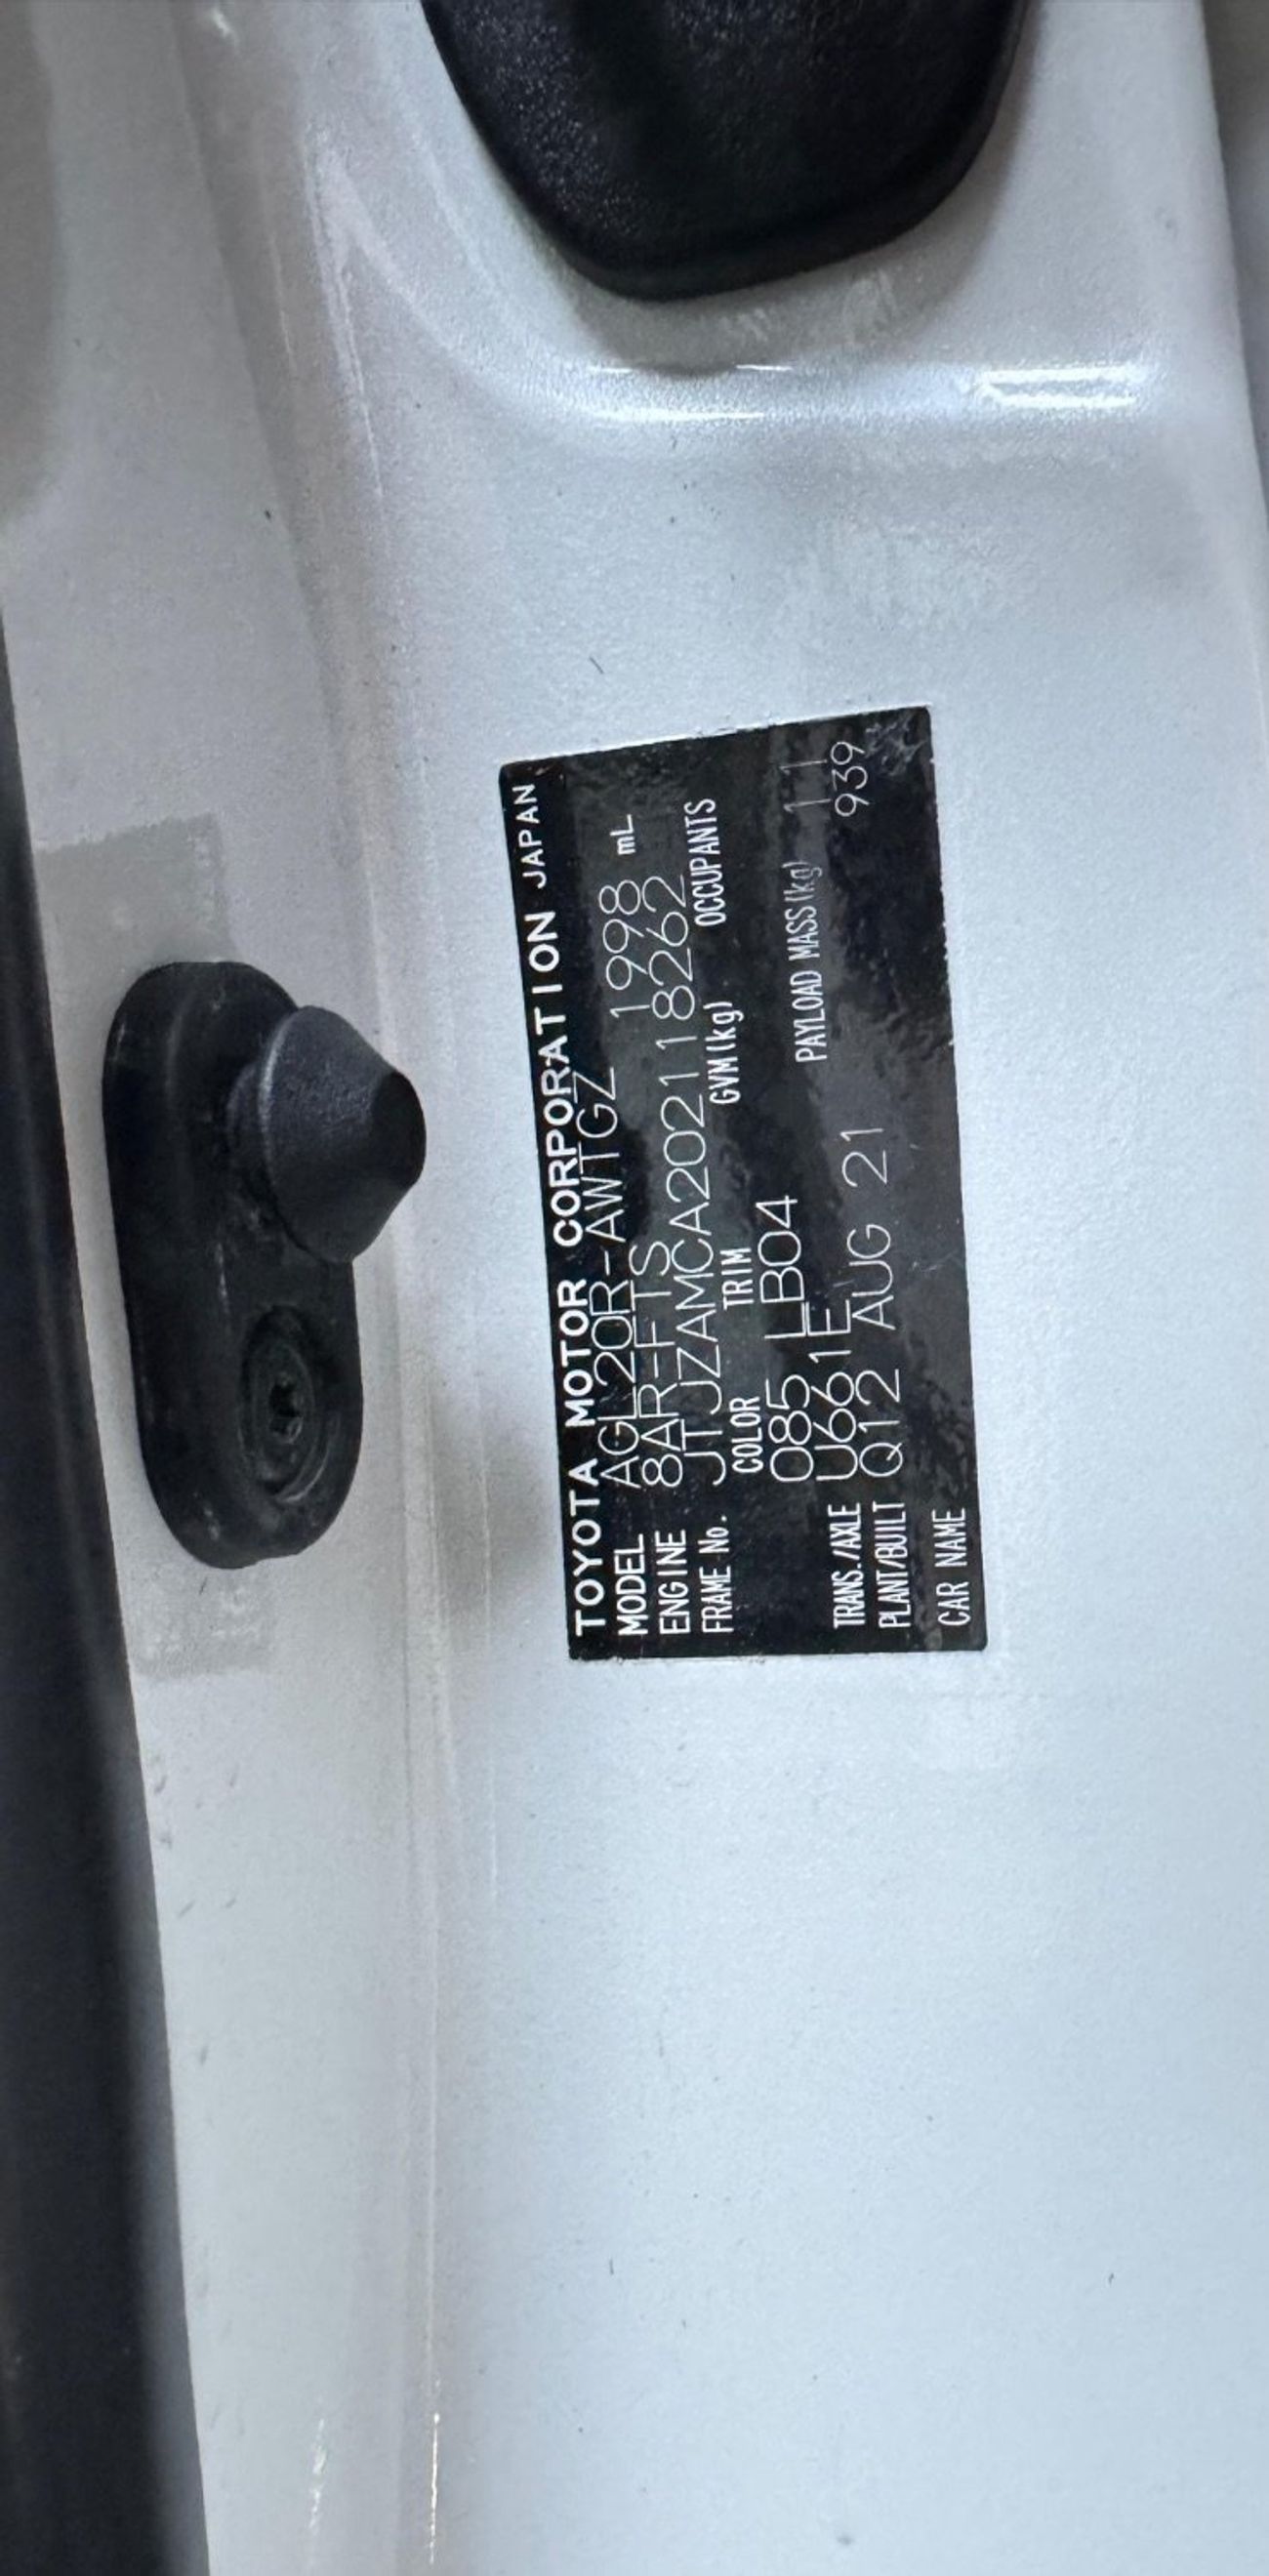 TOYOTA MOTOR CORPORATION JAPAN
MODEL AGL20R-AWTGZ
ENGINE 8AR-FTS 1998 mL
FRAME No. JTJZAMCA202118262
COLOR TRIM GVM(kg) OCCUPANTS
085 LB04
TRANS./AXLE U661E PAYLOAD MASS(kg) 11
PLANT/BUILT Q12 AUG 21 939
CAR NAME